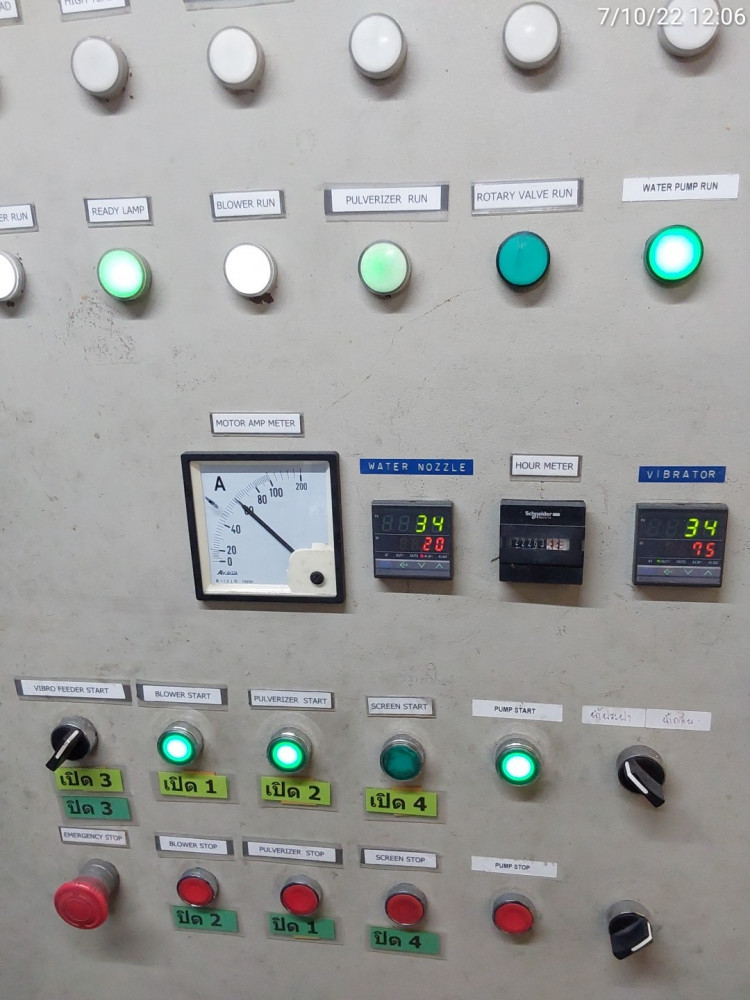 7/10/22 12:06
ER RUN
READY LAMP
BLOWER RUN
PULVERIZER RUN
ROTARY VALVE RUN
WATER PUMP RUN
MOTOR AMP METER
WATER NOZZLE
HOUR METER
VIBRATOR
A
200
100
80
60
40
20
0
34
20
Schneider
Electric
34
75
VIBRO FEEDER START
BLOWER START
PULVERIZER START
SCREEN START
PUMP START
เปิด 3
ปิด 3
เปิด 1
เปิด 2
เปิด 4
EMERGENCY STOP
BLOWER STOP
PULVERIZER STOP
SCREEN STOP
PUMP STOP
ปิด 2
ปิด 1
ปิด 4